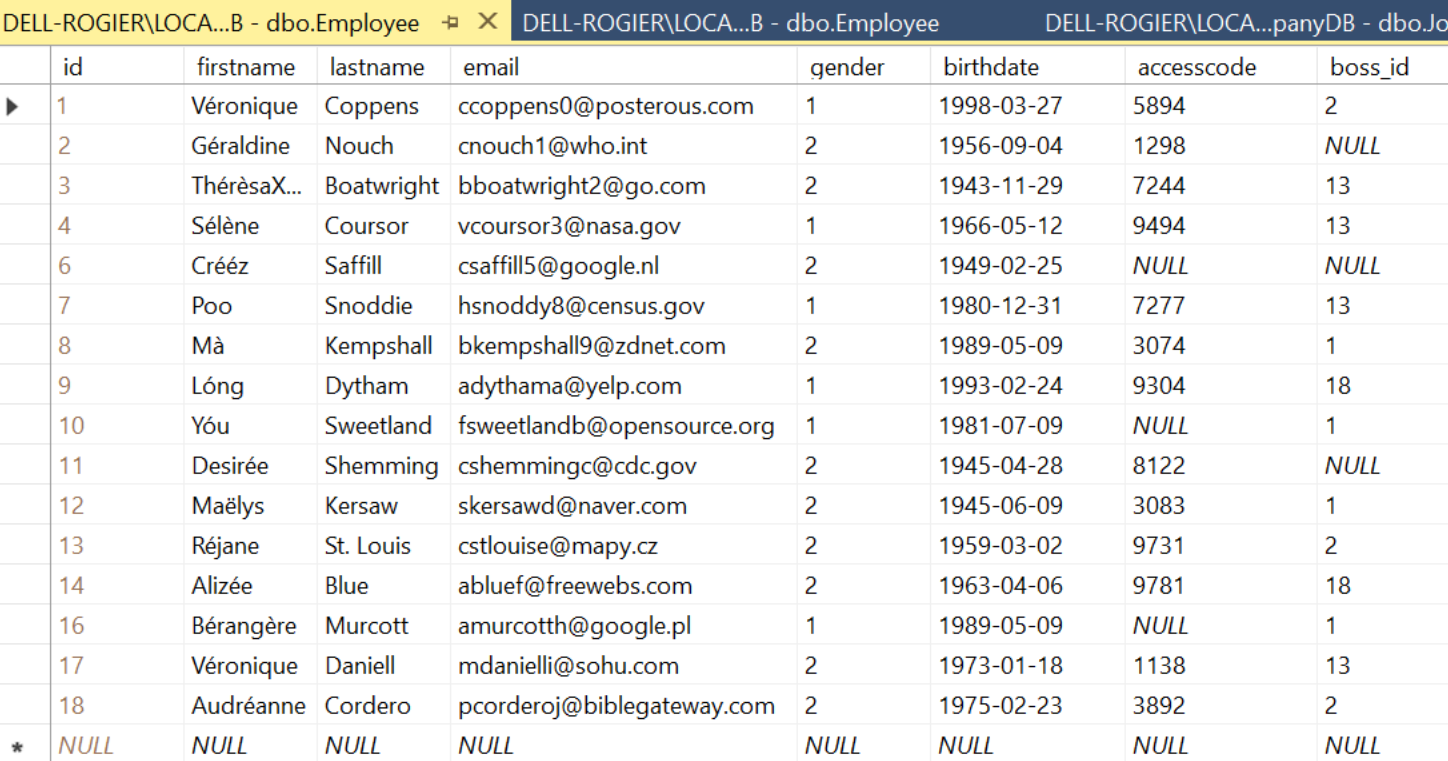 DELL-ROGIER\LOCA...B - dbo.Employee DELL-ROGIER\LOCA...B - dbo.Employee DELL-ROGIER\LOCA...panyDB - dbo.Jo
id firstname lastname email gender birthdate accesscode boss_id
1 Véronique Coppens ccoppens0@posterous.com 1 1998-03-27 5894 2
2 Géraldine Nouch cnouch1@who.int 2 1956-09-04 1298 NULL
3 ThérèsaX... Boatwright bboatwright2@go.com 2 1943-11-29 7244 13
4 Sélène Coursor vcoursor3@nasa.gov 1 1966-05-12 9494 13
6 Crééz Saffill csaffill5@google.nl 2 1949-02-25 NULL NULL
7 Poo Snoddie hsnoddy8@census.gov 1 1980-12-31 7277 13
8 Mà Kempshall bkempshall9@zdnet.com 2 1989-05-09 3074 1
9 Lóng Dytham adythama@yelp.com 1 1993-02-24 9304 18
10 Yóu Sweetland fsweetlandb@opensource.org 1 1981-07-09 NULL 1
11 Desirée Shemming cshemmingc@cdc.gov 2 1945-04-28 8122 NULL
12 Maëlys Kersaw skersawd@naver.com 2 1945-06-09 3083 1
13 Réjane St. Louis cstlouise@mapy.cz 2 1959-03-02 9731 2
14 Alizée Blue abluef@freewebs.com 2 1963-04-06 9781 18
16 Bérangère Murcott amurcotth@google.pl 1 1989-05-09 NULL 1
17 Véronique Daniell mdanielli@sohu.com 2 1973-01-18 1138 13
18 Audréanne Cordero pcorderoj@biblegateway.com 2 1975-02-23 3892 2
* NULL NULL NULL NULL NULL NULL NULL NULL